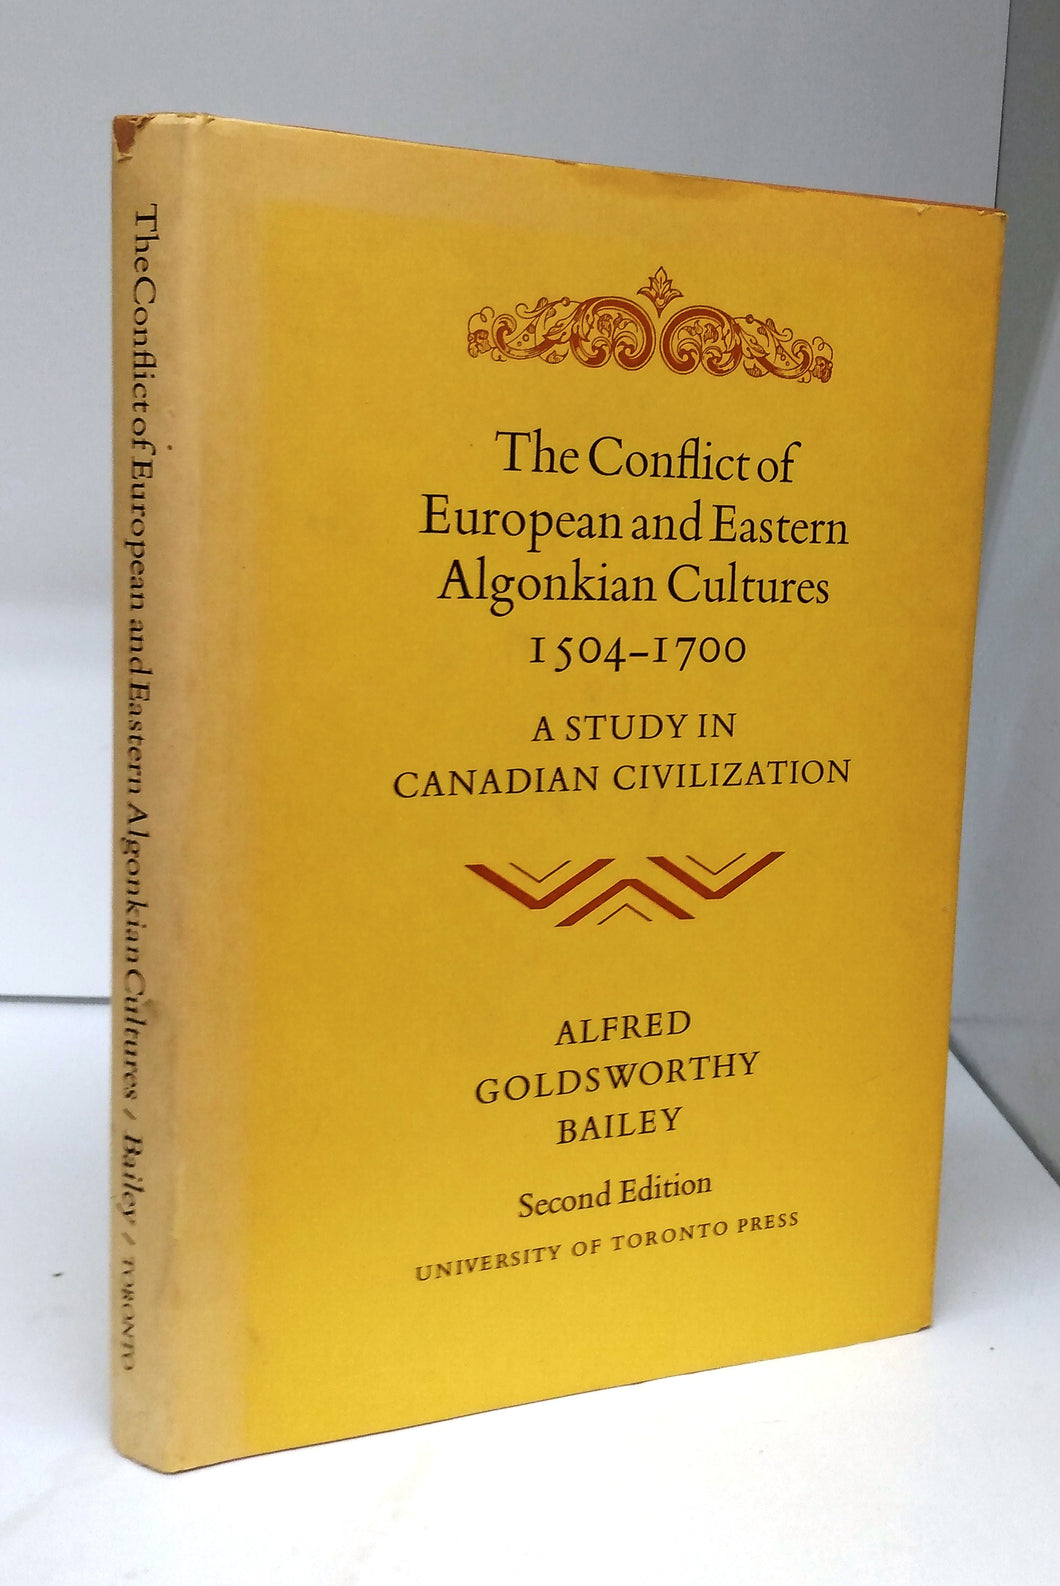 The Conflict of
European and Eastern
Algonkian Cultures
1504–1700
A STUDY IN
CANADIAN CIVILIZATION
ALFRED
GOLDSWORTHY
BAILEY
Second Edition
UNIVERSITY OF TORONTO PRESS
The Conflict of European and Eastern Algonkian Cultures / Bailey / TORONTO